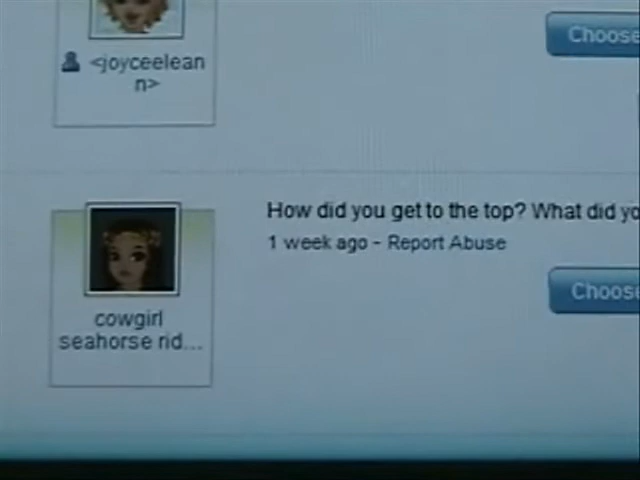 Choose
<joyceelean
n>
How did you get to the top? What did yo
1 week ago - Report Abuse
Choose
cowgirl
seahorse rid...